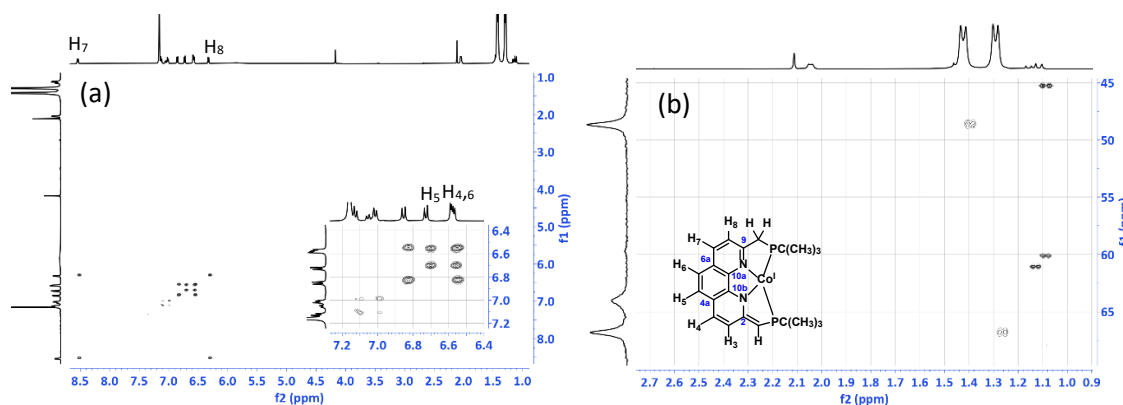 (a)
H7
H8
1.0
2.0
3.0
4.0
5.0
6.0
7.0
8.0
f1 (ppm)
H5 H4,6
6.4
6.6
6.8
7.0
7.2
7.2 7.0 6.8 6.6 6.4
8.5 8.0 7.5 7.0 6.5 6.0 5.5 5.0 4.5 4.0 3.5 3.0 2.5 2.0 1.5 1.0
f2 (ppm)
(b)
45
50
55
60
65
f1 (ppm)
H H
H8
H7
9
PC(CH3)3
6a
H6
10a
N
CoI
10b
N
H5
4a
PC(CH3)3
2
H4
H3
H
2.7 2.6 2.5 2.4 2.3 2.2 2.1 2.0 1.9 1.8 1.7 1.6 1.5 1.4 1.3 1.2 1.1 1.0 0.9
f2 (ppm)